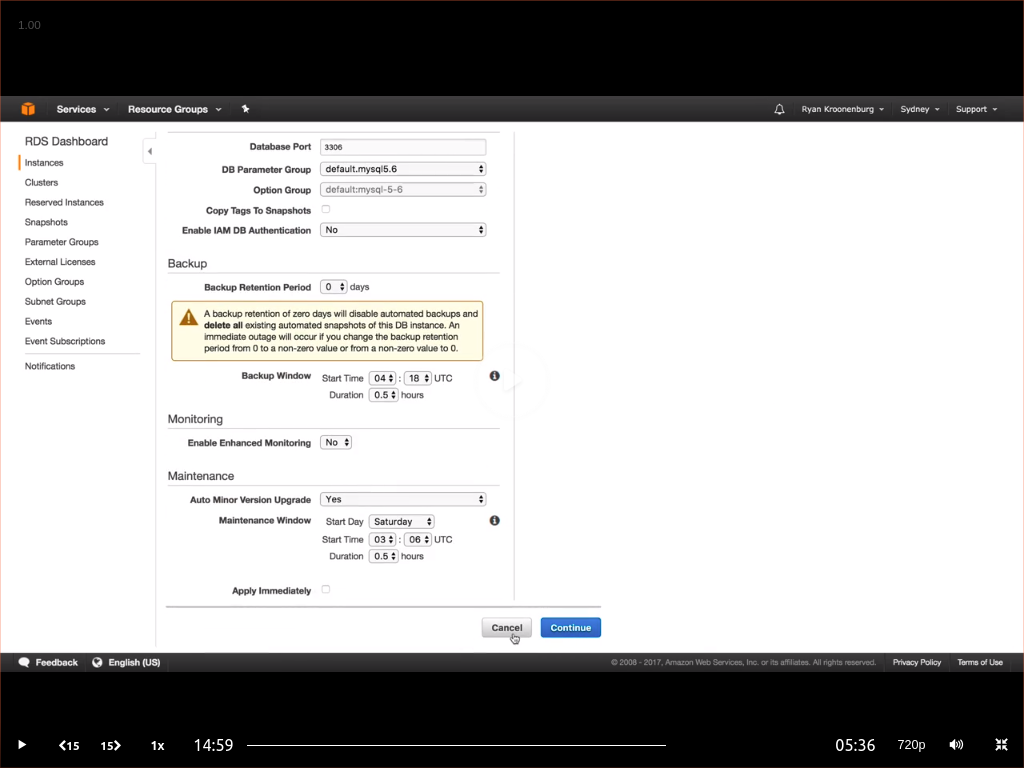 1.00
Services Resource Groups Ryan Kroonenburg Sydney Support
RDS Dashboard
Instances
Clusters
Reserved Instances
Snapshots
Parameter Groups
External Licenses
Option Groups
Subnet Groups
Events
Event Subscriptions
Notifications
Database Port 3306
DB Parameter Group default.mysql5.6
Option Group default:mysql-5-6
Copy Tags To Snapshots
Enable IAM DB Authentication No
Backup
Backup Retention Period 0 days
A backup retention of zero days will disable automated backups and
delete all existing automated snapshots of this DB instance. An
immediate outage will occur if you change the backup retention
period from 0 to a non-zero value or from a non-zero value to 0.
Backup Window Start Time 04 : 18 UTC
Duration 0.5 hours
Monitoring
Enable Enhanced Monitoring No
Maintenance
Auto Minor Version Upgrade Yes
Maintenance Window Start Day Saturday
Start Time 03 : 06 UTC
Duration 0.5 hours
Apply Immediately
Cancel Continue
Feedback English (US) © 2008 - 2017, Amazon Web Services, Inc. or its affiliates. All rights reserved. Privacy Policy Terms of Use
15 15 1x 14:59 05:36 720p